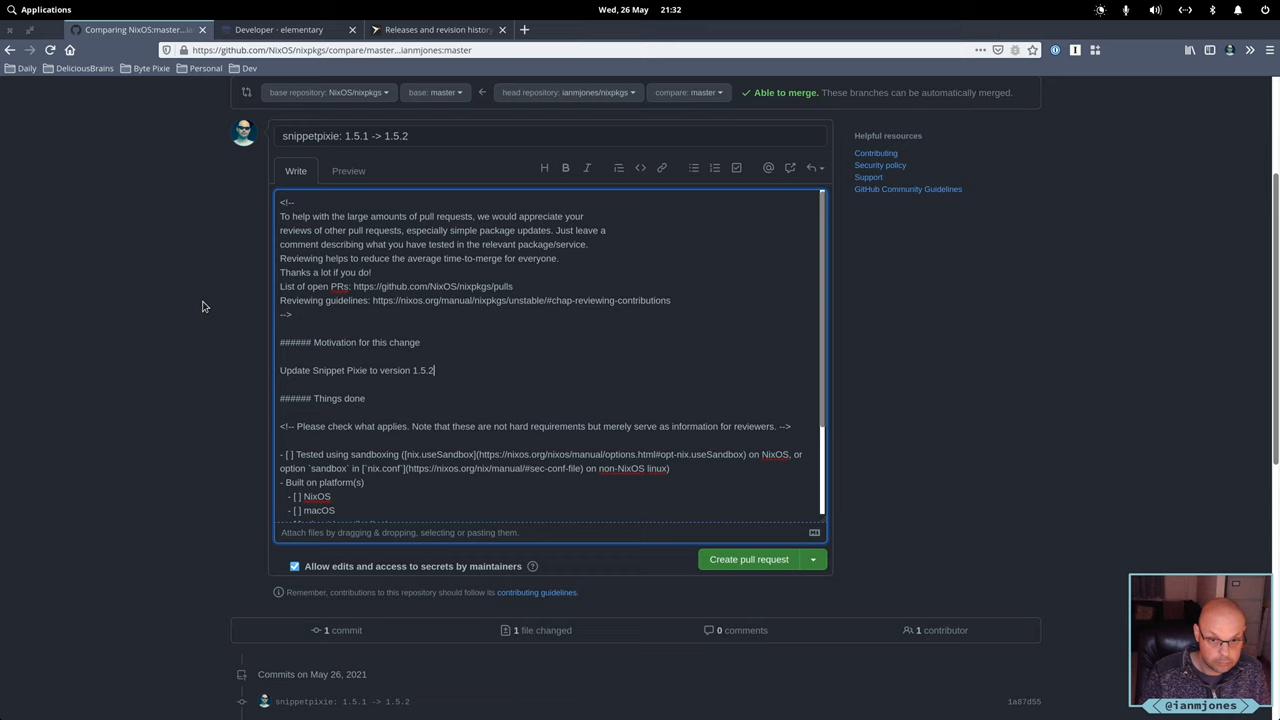 Applications
Wed, 26 May 21:32
Comparing NixOS:master...ianmj
Developer · elementary
Releases and revision history
https://github.com/NixOS/nixpkgs/compare/master...ianmjones:master
Daily
DeliciousBrains
Byte Pixie
Personal
Dev
base repository: NixOS/nixpkgs
base: master
head repository: ianmjones/nixpkgs
compare: master
Able to merge. These branches can be automatically merged.
snippetpixie: 1.5.1 -> 1.5.2
Write
Preview
<!--
To help with the large amounts of pull requests, we would appreciate your
reviews of other pull requests, especially simple package updates. Just leave a
comment describing what you have tested in the relevant package/service.
Reviewing helps to reduce the average time-to-merge for everyone.
Thanks a lot if you do!
List of open PRs: https://github.com/NixOS/nixpkgs/pulls
Reviewing guidelines: https://nixos.org/manual/nixpkgs/unstable/#chap-reviewing-contributions
-->
###### Motivation for this change
Update Snippet Pixie to version 1.5.2
###### Things done
<!-- Please check what applies. Note that these are not hard requirements but merely serve as information for reviewers. -->
- [ ] Tested using sandboxing ([nix.useSandbox](https://nixos.org/nixos/manual/options.html#opt-nix.useSandbox) on NixOS, or
option `sandbox` in [`nix.conf`](https://nixos.org/nix/manual/#sec-conf-file) on non-NixOS linux)
- Built on platform(s)
- [ ] NixOS
- [ ] macOS
Attach files by dragging & dropping, selecting or pasting them.
Allow edits and access to secrets by maintainers
Create pull request
Remember, contributions to this repository should follow its contributing guidelines.
Helpful resources
Contributing
Security policy
Support
GitHub Community Guidelines
1 commit
1 file changed
0 comments
1 contributor
Commits on May 26, 2021
snippetpixie: 1.5.1 -> 1.5.2
1a87d55
@ianmjones